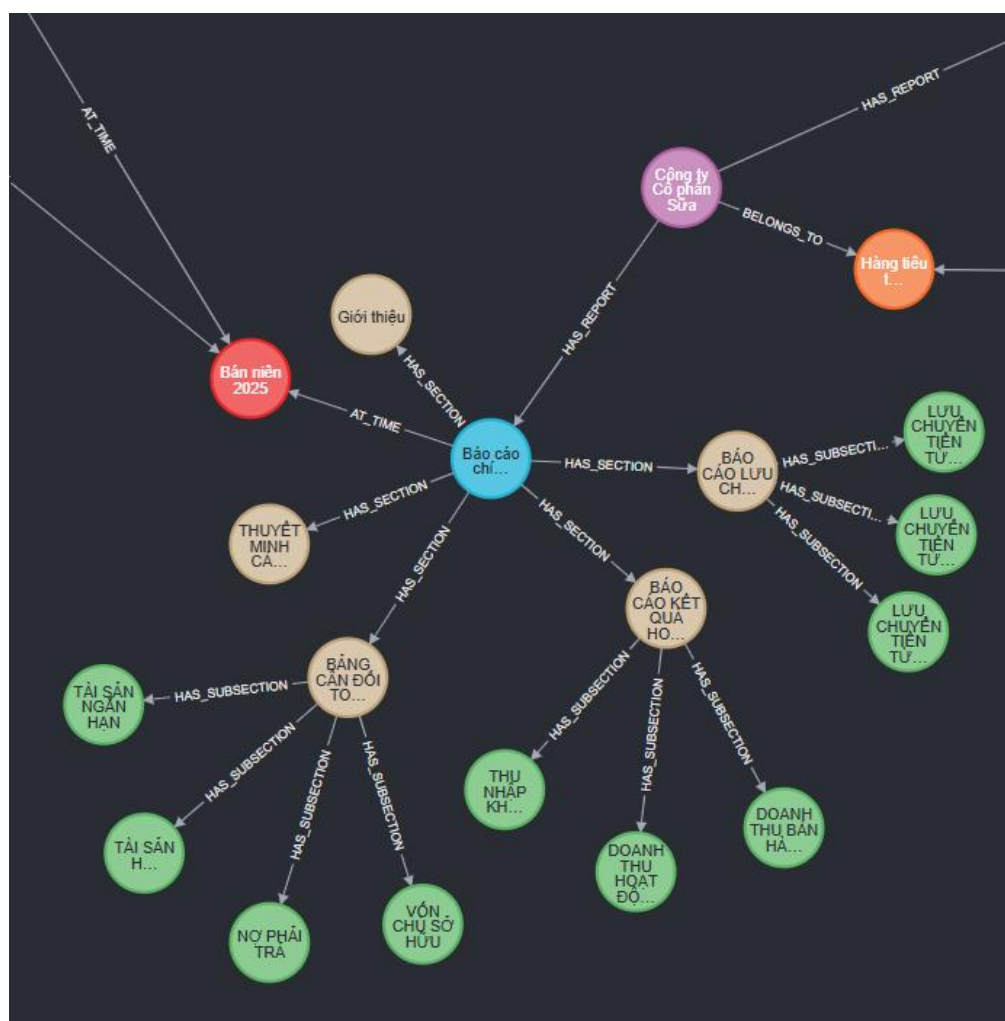 AT_TIME
HAS_REPORT
Công ty
Cổ phần
Sữa
BELONGS_TO
Hàng tiêu
t...
HAS_REPORT
Giới thiệu
HAS_SECTION
Bán niên
2025
AT_TIME
Báo cáo
chí...
HAS_SECTION
BÁO
CÁO LƯU
CH...
HAS_SUBSECTI...
LƯU
CHUYỂN
TIỀN
TỪ...
HAS_SUBSECTI...
LƯU
CHUYỂN
TIỀN
TỪ...
HAS_SUBSECTION
LƯU
CHUYỂN
TIỀN
TỪ...
HAS_SECTION
THUYẾT
MINH
CÁ...
HAS_SECTION
HAS_SECTION
BÁO
CÁO KẾT
QUẢ
HO...
BẢNG
CÂN ĐỐI
TO...
HAS_SUBSECTION
TÀI SẢN
NGẮN
HẠN
HAS_SUBSECTION
TÀI SẢN
H...
HAS_SUBSECTION
NỢ PHẢI
TRẢ
HAS_SUBSECTION
VỐN
CHỦ SỞ
HỮU
HAS_SUBSECTION
THU
NHẬP
KH...
HAS_SUBSECTION
DOANH
THU
HOẠT
ĐỘ...
HAS_SUBSECTION
DOANH
THU BÁN
HÀ...